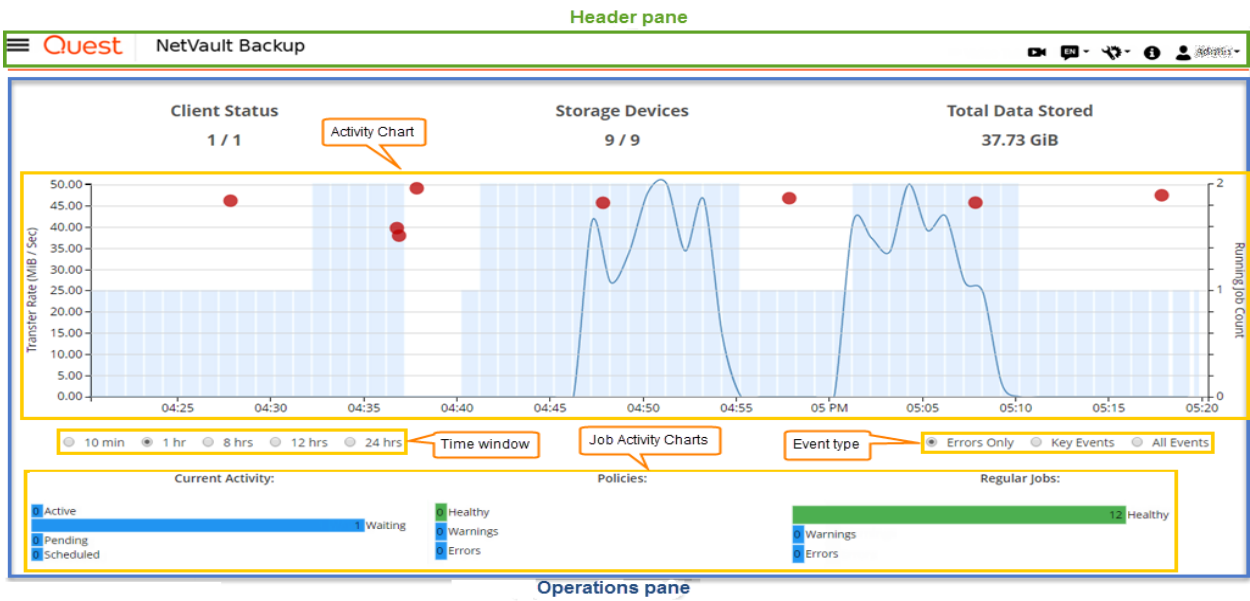 Header pane
Quest NetVault Backup
EN Admin
Client Status Storage Devices Total Data Stored
1 / 1 9 / 9 37.73 GiB
Activity Chart
Transfer Rate (MiB / Sec)
50.00
45.00
40.00
35.00
30.00
25.00
20.00
15.00
10.00
5.00
0.00
2
1
0
Running Job Count
04:25 04:30 04:35 04:40 04:45 04:50 04:55 05 PM 05:05 05:10 05:15 05:20
10 min 1 hr 8 hrs 12 hrs 24 hrs
Time window
Job Activity Charts
Event type
Errors Only Key Events All Events
Current Activity:
0 Active
1 Waiting
0 Pending
0 Scheduled
Policies:
0 Healthy
0 Warnings
0 Errors
Regular Jobs:
12 Healthy
0 Warnings
0 Errors
Operations pane